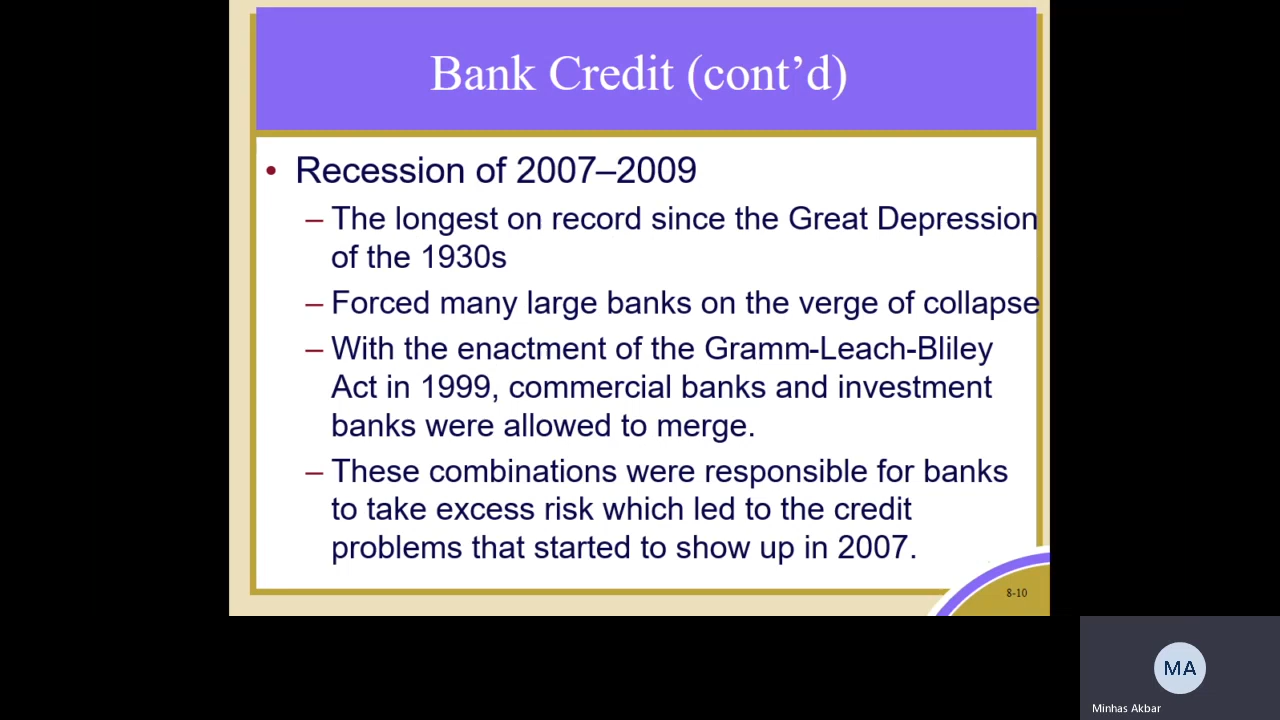 Bank Credit (cont’d)
• Recession of 2007–2009
– The longest on record since the Great Depression
of the 1930s
– Forced many large banks on the verge of collapse
– With the enactment of the Gramm-Leach-Bliley
Act in 1999, commercial banks and investment
banks were allowed to merge.
– These combinations were responsible for banks
to take excess risk which led to the credit
problems that started to show up in 2007.
8-10
MA
Minhas Akbar